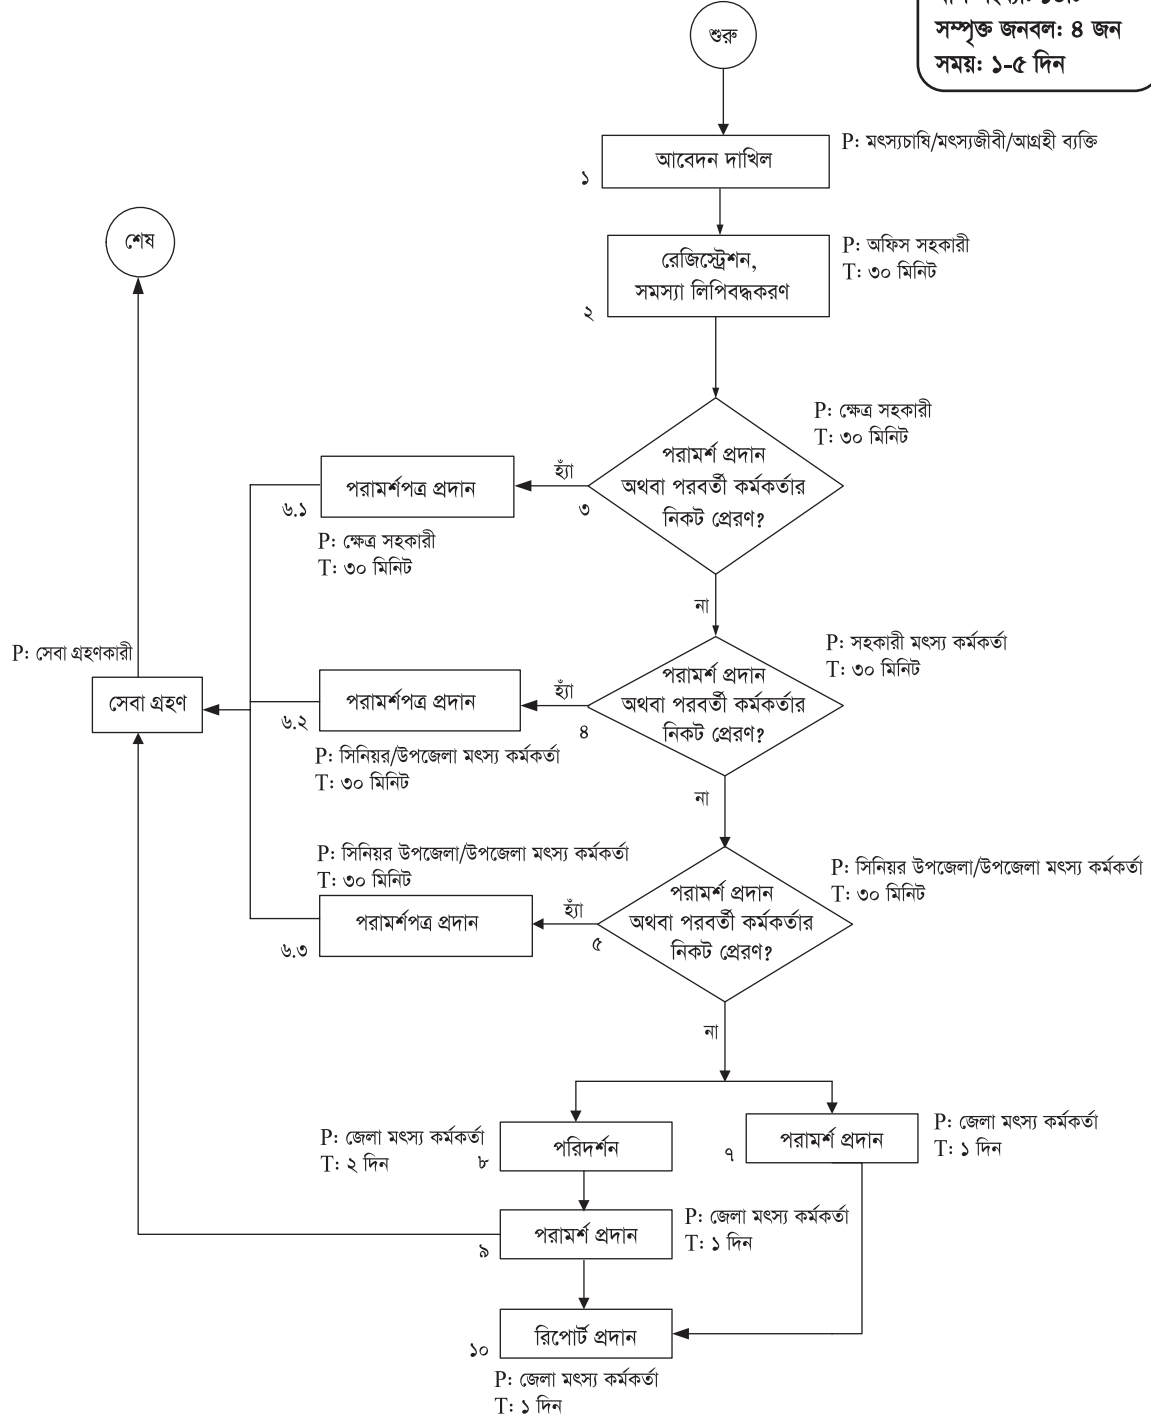 শুরু
সম্পৃক্ত জনবল: ৪ জন
সময়: ১-৫ দিন
আবেদন দাখিল
১
P: মৎস্যচাষি/মৎস্যজীবী/আগ্রহী ব্যক্তি
শেষ
রেজিস্ট্রেশন,
সমস্যা লিপিবদ্ধকরণ
২
P: অফিস সহকারী
T: ৩০ মিনিট
P: ক্ষেত্র সহকারী
T: ৩০ মিনিট
পরামর্শ প্রদান
অথবা পরবর্তী কর্মকর্তার
নিকট প্রেরণ?
৩
হ্যাঁ
পরামর্শপত্র প্রদান
৬.১
P: ক্ষেত্র সহকারী
T: ৩০ মিনিট
না
P: সহকারী মৎস্য কর্মকর্তা
T: ৩০ মিনিট
পরামর্শ প্রদান
অথবা পরবর্তী কর্মকর্তার
নিকট প্রেরণ?
৪
হ্যাঁ
পরামর্শপত্র প্রদান
৬.২
P: সিনিয়র/উপজেলা মৎস্য কর্মকর্তা
T: ৩০ মিনিট
P: সেবা গ্রহণকারী
সেবা গ্রহণ
না
P: সিনিয়র উপজেলা/উপজেলা মৎস্য কর্মকর্তা
T: ৩০ মিনিট
পরামর্শপত্র প্রদান
৬.৩
হ্যাঁ
পরামর্শ প্রদান
অথবা পরবর্তী কর্মকর্তার
নিকট প্রেরণ?
৫
P: সিনিয়র উপজেলা/উপজেলা মৎস্য কর্মকর্তা
T: ৩০ মিনিট
না
P: জেলা মৎস্য কর্মকর্তা
T: ২ দিন
৮
পরিদর্শন
পরামর্শ প্রদান
৭
P: জেলা মৎস্য কর্মকর্তা
T: ১ দিন
পরামর্শ প্রদান
৯
P: জেলা মৎস্য কর্মকর্তা
T: ১ দিন
রিপোর্ট প্রদান
১০
P: জেলা মৎস্য কর্মকর্তা
T: ১ দিন